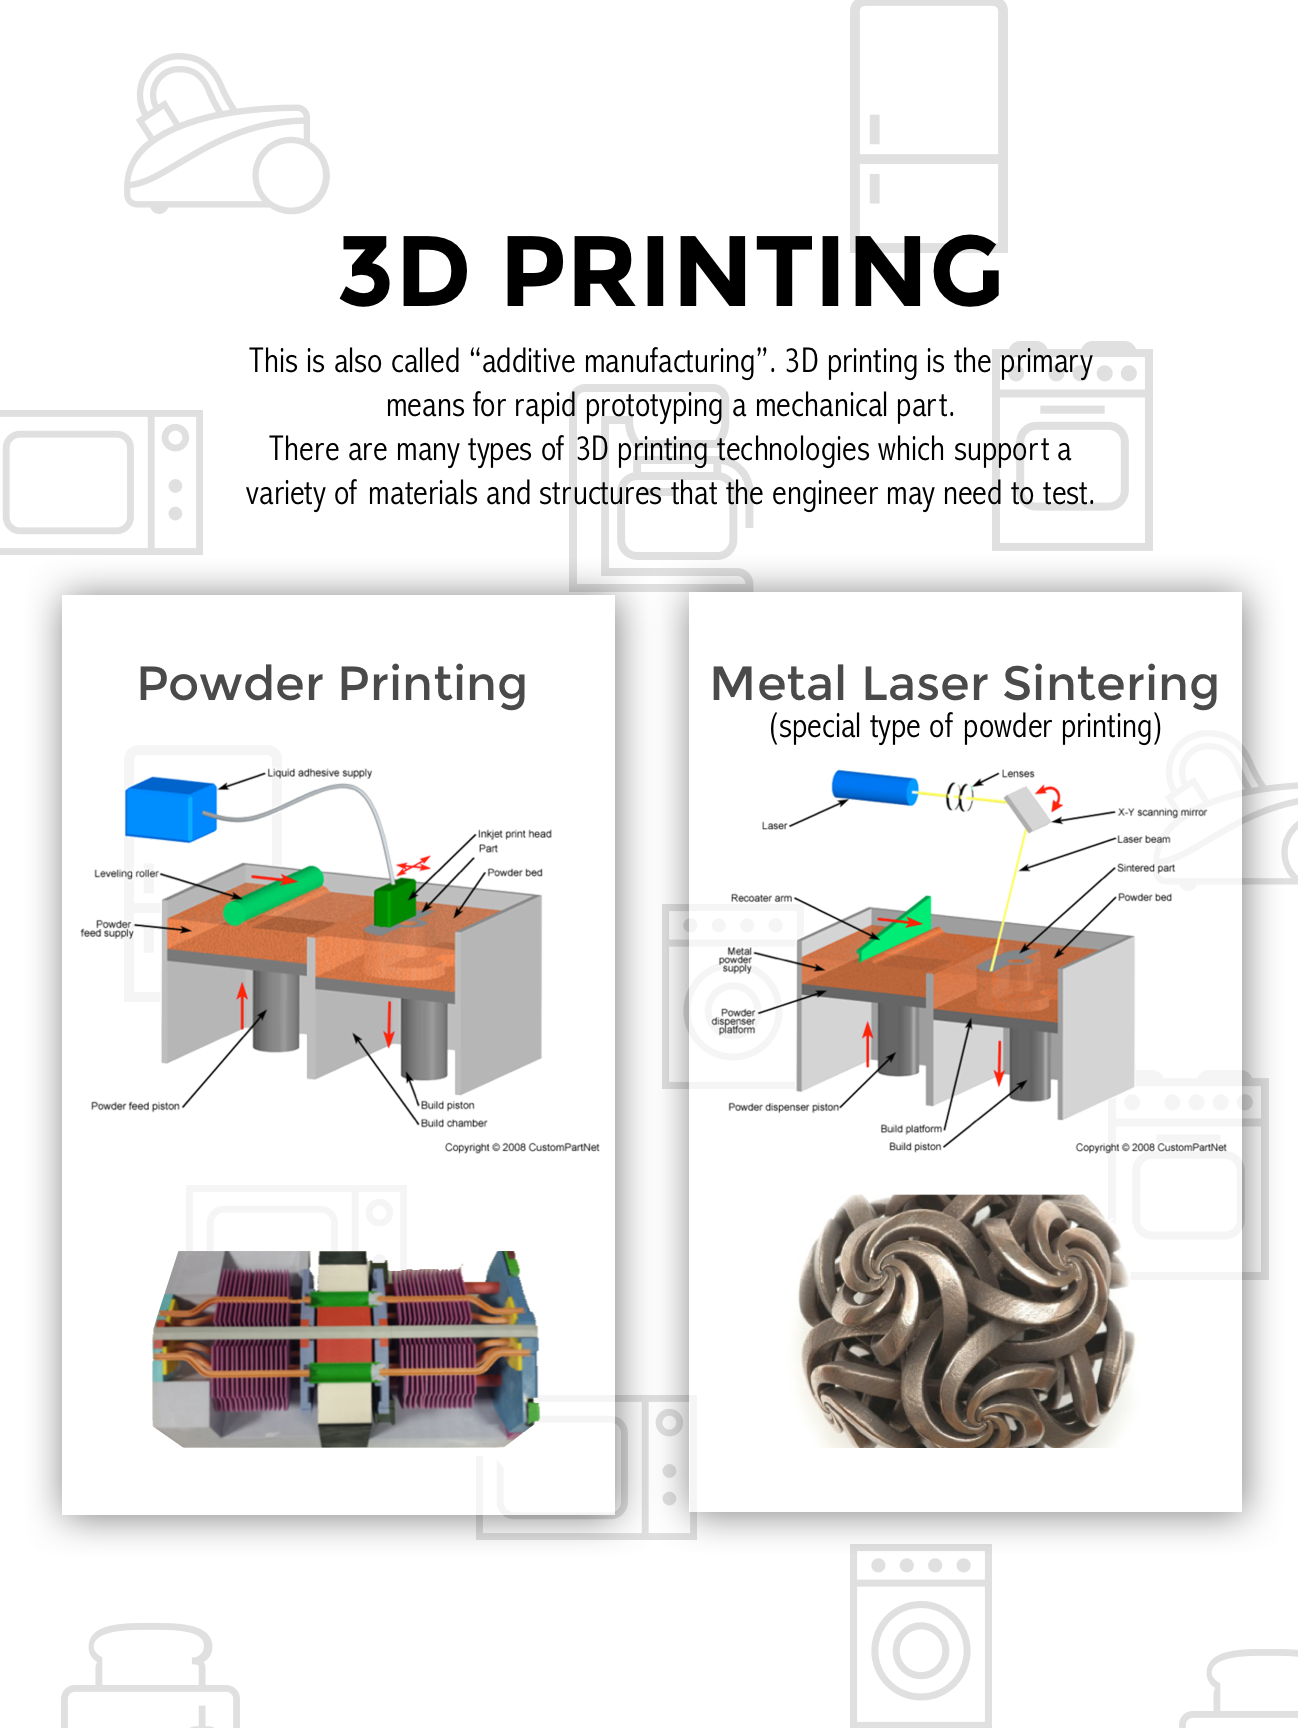 3D PRINTING
This is also called “additive manufacturing”. 3D printing is the primary
means for rapid prototyping a mechanical part.
There are many types of 3D printing technologies which support a
variety of materials and structures that the engineer may need to test.
Powder Printing
Liquid adhesive supply
Inkjet print head
Part
Powder bed
Leveling roller
Powder
feed supply
Powder feed piston
Build piston
Build chamber
Copyright © 2008 CustomPartNet
Metal Laser Sintering
(special type of powder printing)
Lenses
X-Y scanning mirror
Laser
Laser beam
Sintered part
Powder bed
Recoater arm
Metal
powder
supply
Powder
dispenser
platform
Powder dispenser piston
Build platform
Build piston
Copyright © 2008 CustomPartNet